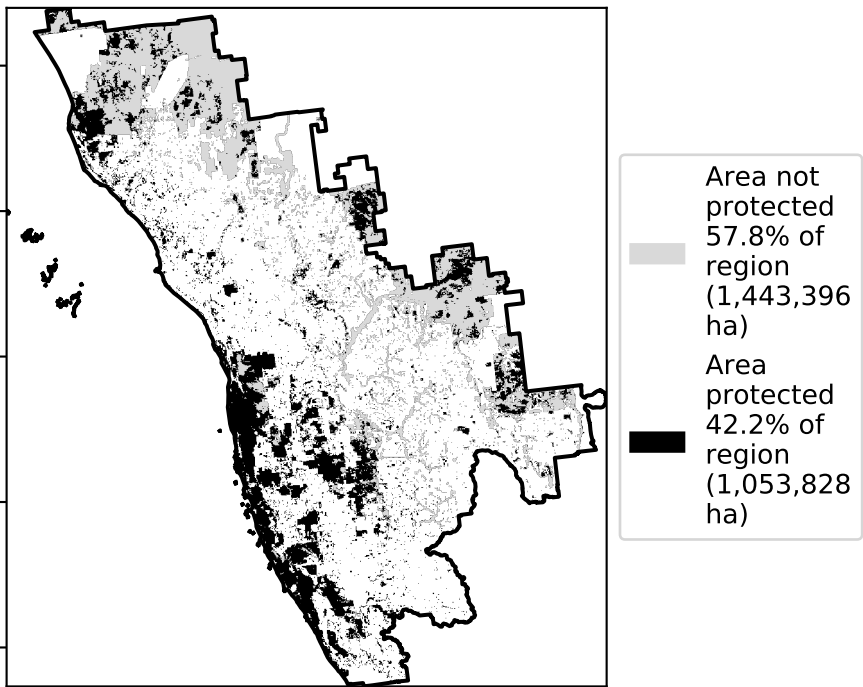 Area not
protected
57.8% of
region
(1,443,396
ha)
Area
protected
42.2% of
region
(1,053,828
ha)